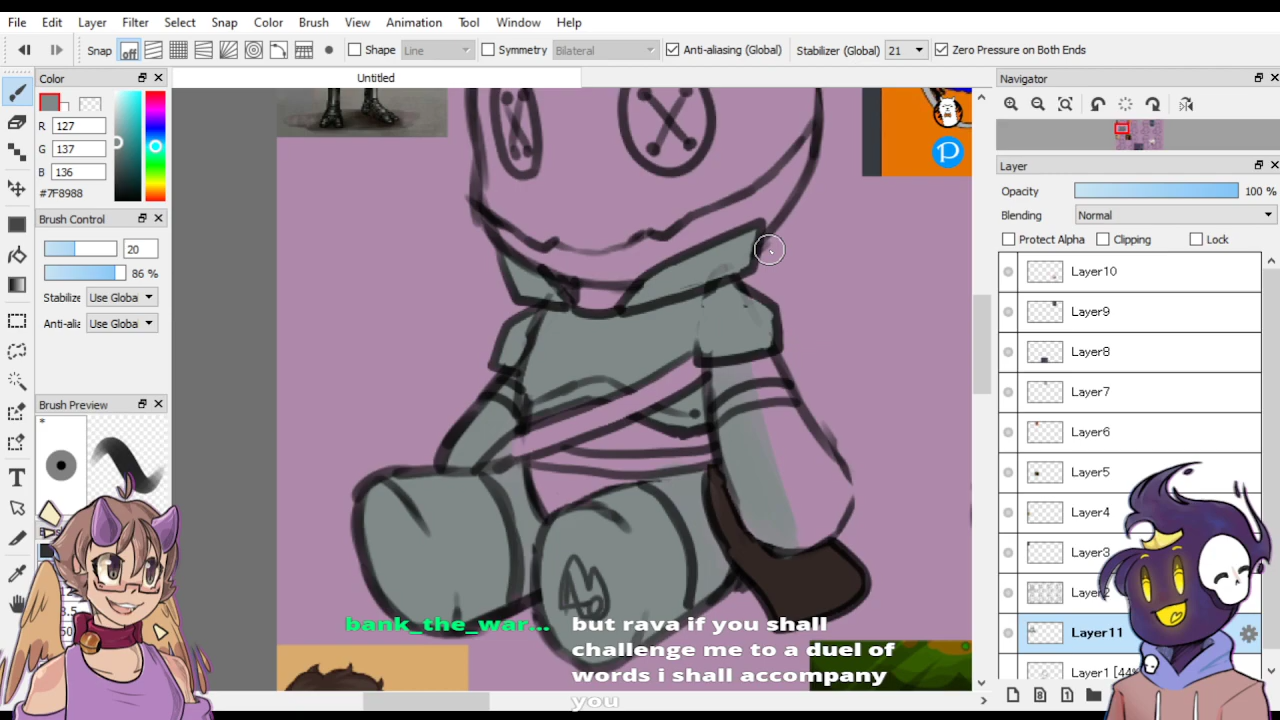 File Edit Layer Filter Select Snap Color Brush View Animation Tool Window Help
Snap off Shape Line Symmetry Bilateral Anti-aliasing (Global) Stabilizer (Global) 21 Zero Pressure on Both Ends
Color
Untitled
Navigator
R 127
G 137
B 136
#7F8988
Layer
Opacity 100 %
Brush Control
Blending Normal
20
Protect Alpha Clipping Lock
86 %
Layer10
Stabilize Use Globa
Layer9
Anti-alia Use Globa
Layer8
Layer7
Brush Preview
*
Layer6
Layer5
T
Layer4
Layer3
Layer2
Layer11
Layer1 [44%
P
bank_the_war... but rava if you shall
challenge me to a duel of
words i shall accompany
you